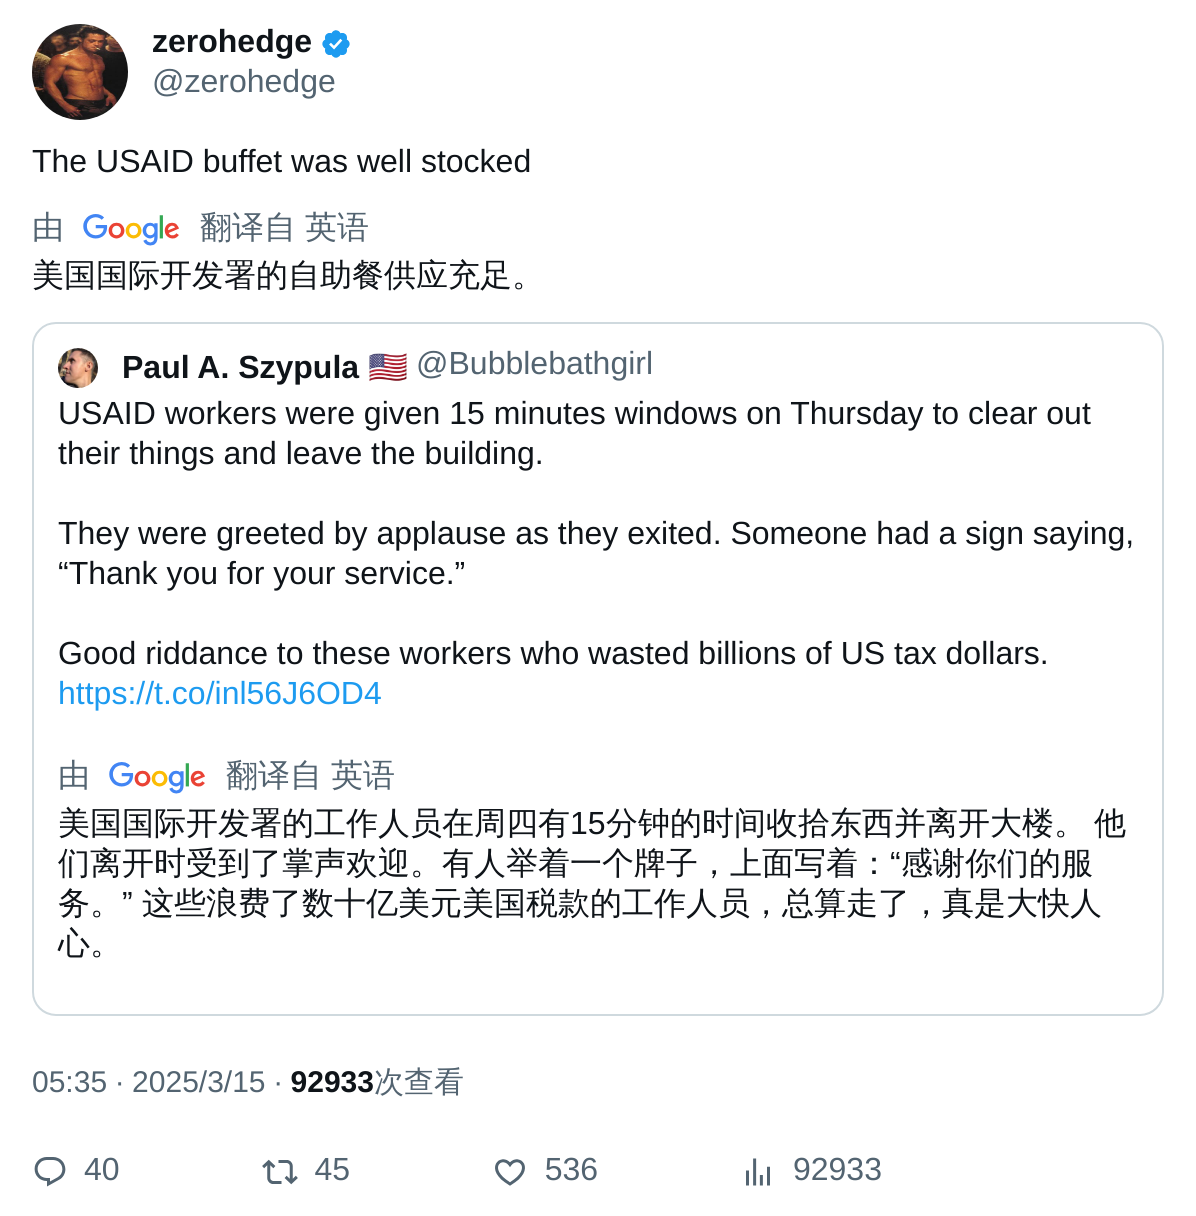 zerohedge
@zerohedge
The USAID buffet was well stocked
由 Google 翻译自 英语
美国国际开发署的自助餐供应充足。
Paul A. Szypula 🇺🇸 @Bubblebathgirl
USAID workers were given 15 minutes windows on Thursday to clear out
their things and leave the building.
They were greeted by applause as they exited. Someone had a sign saying,
“Thank you for your service.”
Good riddance to these workers who wasted billions of US tax dollars.
https://t.co/inl56J6OD4
由 Google 翻译自 英语
美国国际开发署的工作人员在周四有15分钟的时间收拾东西并离开大楼。 他
们离开时受到了掌声欢迎。有人举着一个牌子，上面写着：“感谢你们的服
务。” 这些浪费了数十亿美元美国税款的工作人员，总算走了，真是大快人
心。
05:35 · 2025/3/15 · 92933次查看
40 45 536 92933